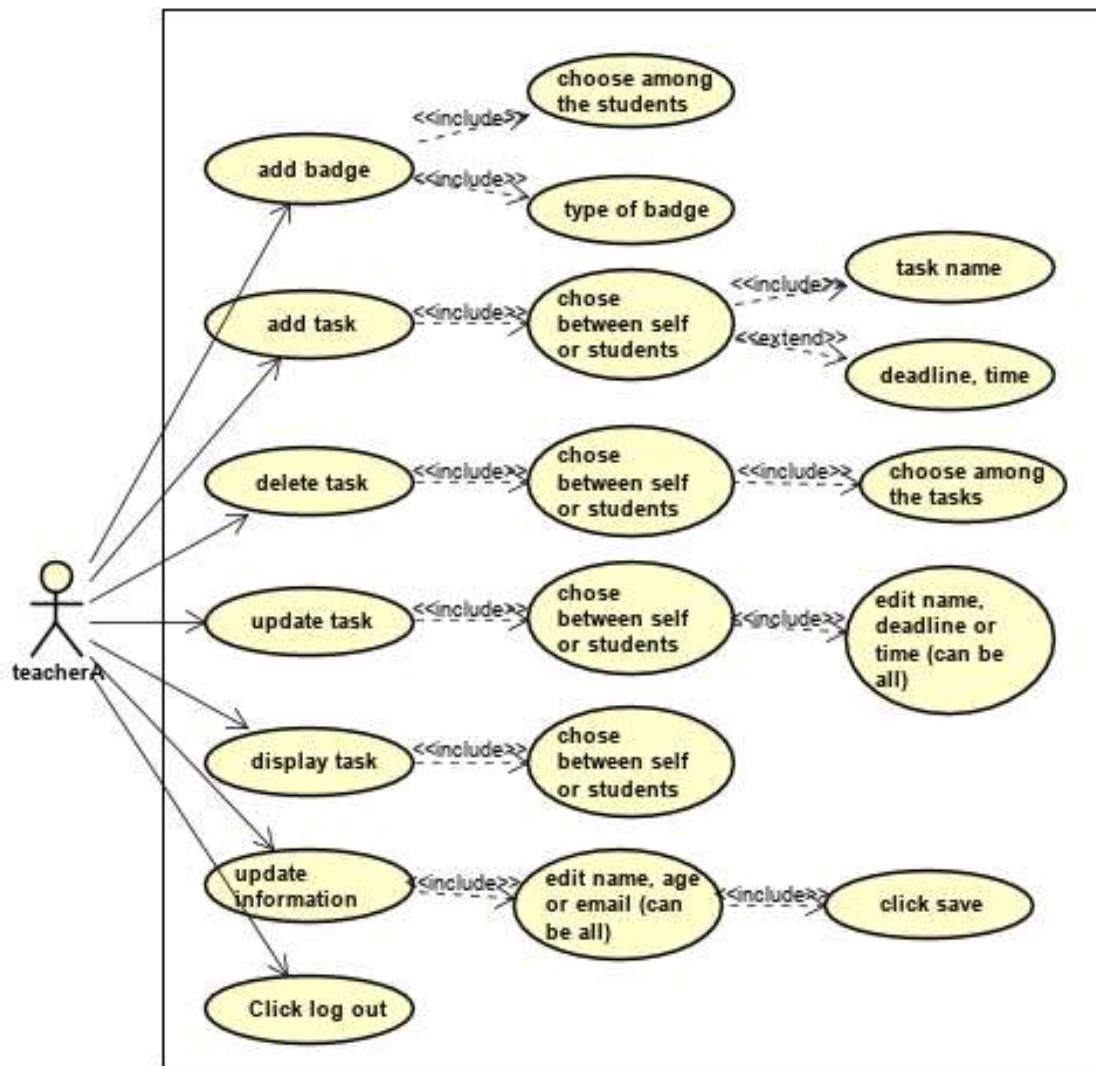 choose among
the students
<<include>>
add badge
<<include>>
type of badge
task name
<<include>>
chose
between self
or students
<<include>>
add task
<<extend>>
deadline, time
chose
between self
or students
<<include>>
delete task
<<include>>
choose among
the tasks
chose
between self
or students
<<include>>
update task
<<include>>
edit name,
deadline or
time (can be
all)
teacherA
chose
between self
or students
<<include>>
display task
update
information
<<include>>
edit name, age
or email (can
be all)
<<include>>
click save
Click log out